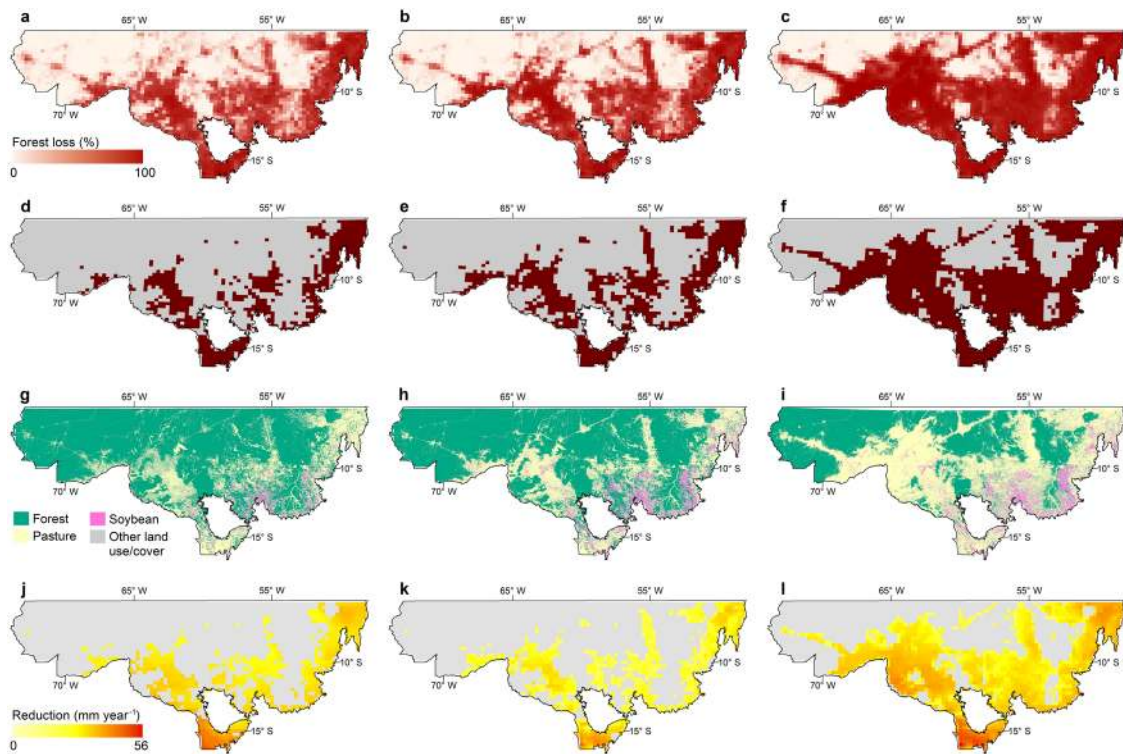 a
b
c
65° W
55° W
65° W
55° W
65° W
55° W
10° S
10° S
10° S
70° W
70° W
70° W
Forest loss (%)
0
100
15° S
15° S
15° S
d
e
f
65° W
55° W
65° W
55° W
65° W
55° W
10° S
10° S
10° S
70° W
70° W
70° W
15° S
15° S
15° S
g
h
i
65° W
55° W
65° W
55° W
65° W
55° W
10° S
10° S
10° S
70° W
70° W
70° W
Forest
Soybean
Pasture
Other land
use/cover
15° S
15° S
15° S
j
k
l
65° W
55° W
65° W
55° W
65° W
55° W
10° S
10° S
10° S
70° W
70° W
70° W
Reduction (mm year⁻¹)
0
56
15° S
15° S
15° S